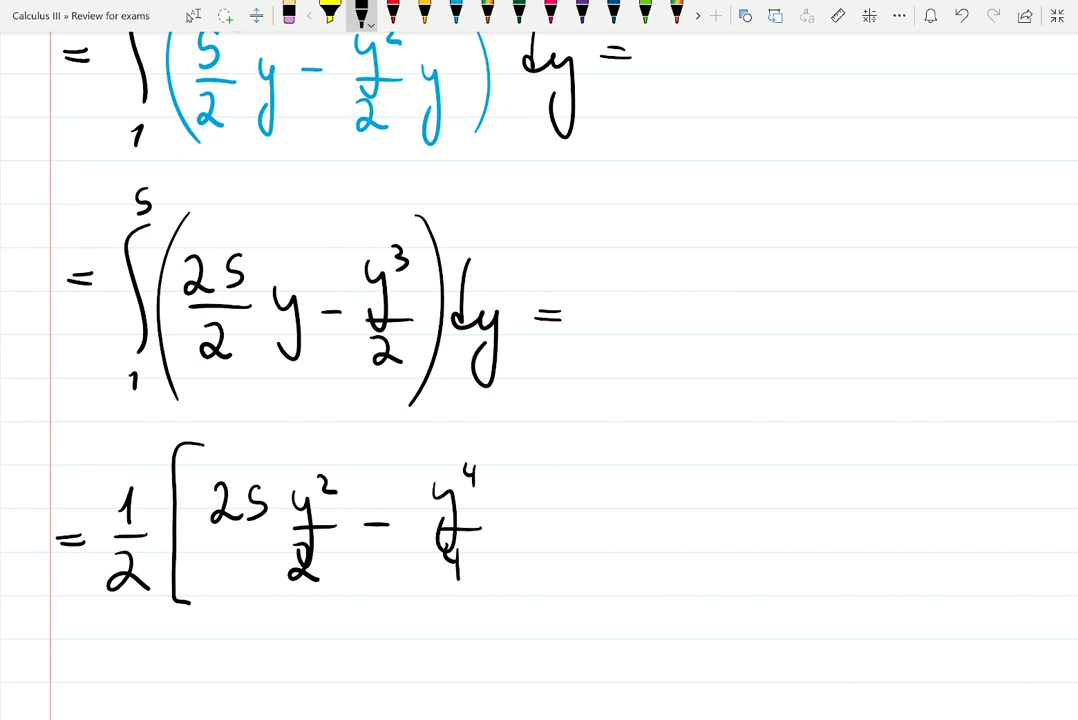 Calculus III » Review for exams
= ∫₁ (5/2 y − y²/2 y) dy =
= ∫₁⁵ (25/2 y − y³/2) dy =
= 1/2 [25 y²/2 − y⁴/4